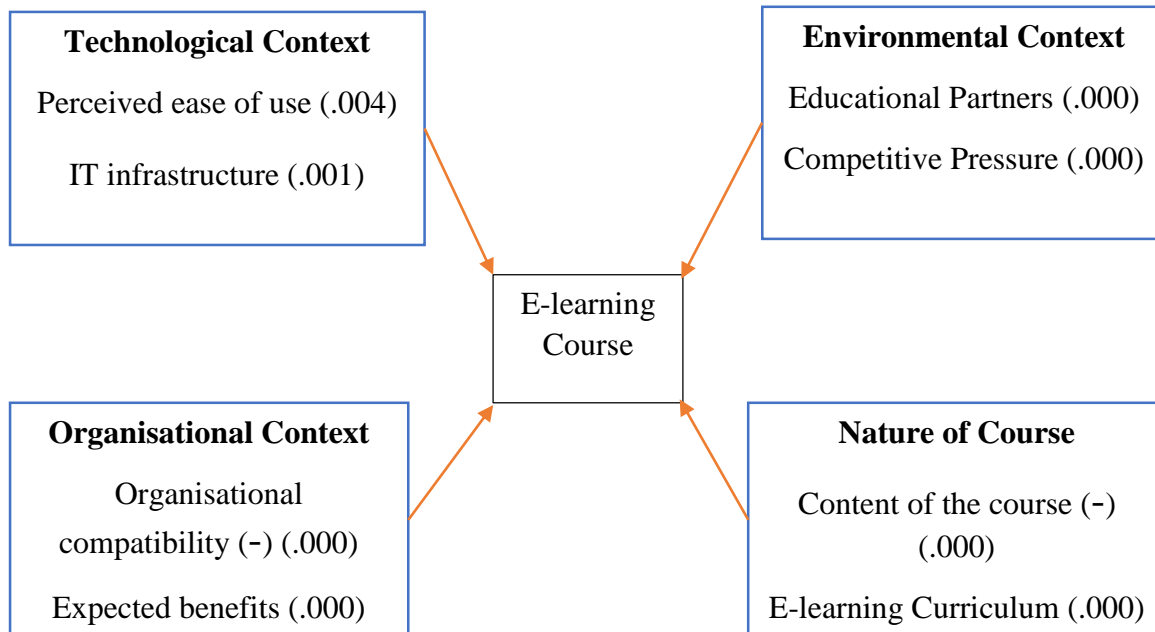 Technological Context
Perceived ease of use (.004)
IT infrastructure (.001)
Environmental Context
Educational Partners (.000)
Competitive Pressure (.000)
E-learning
Course
Organisational Context
Organisational
compatibility (-) (.000)
Expected benefits (.000)
Nature of Course
Content of the course (-)
(.000)
E-learning Curriculum (.000)